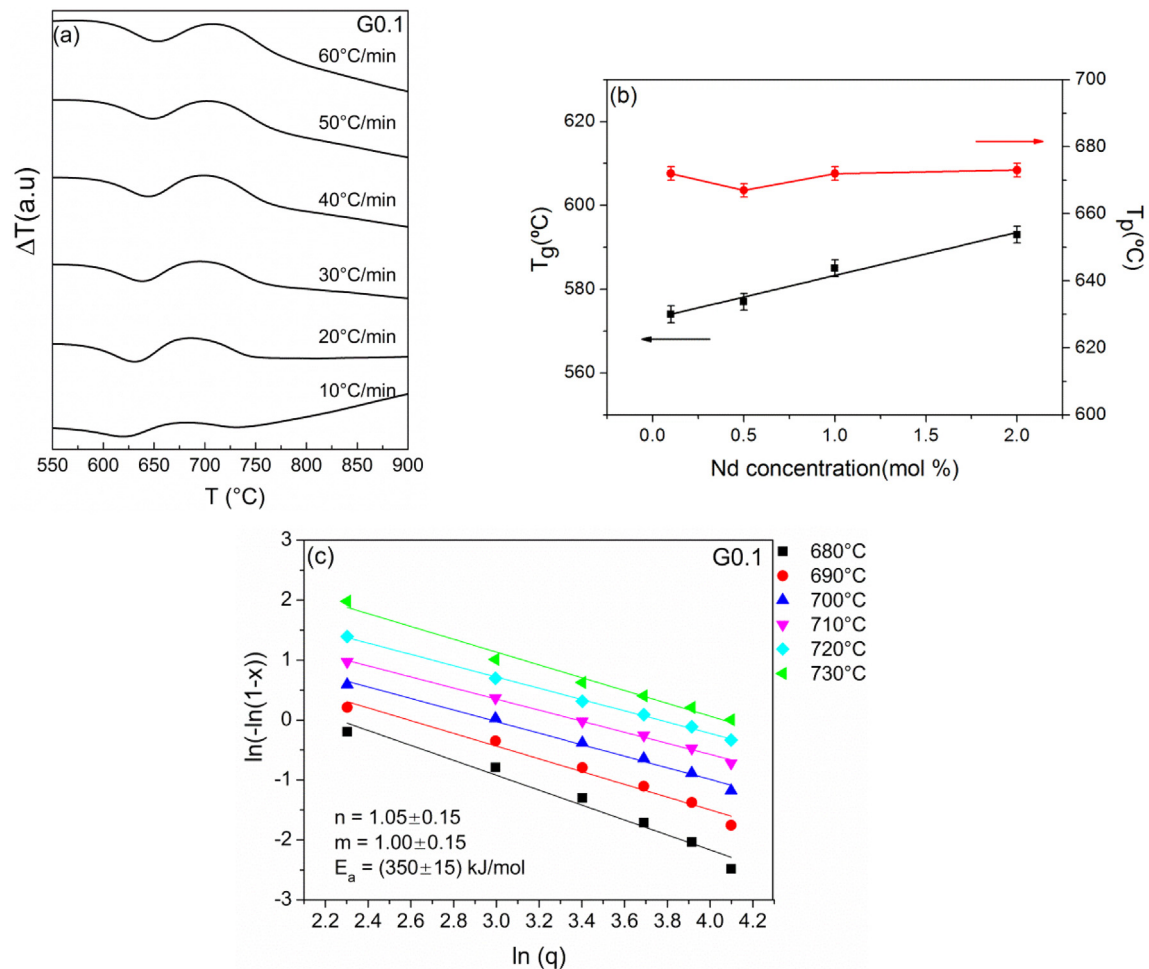 (a)
G0.1
60°C/min
50°C/min
40°C/min
30°C/min
20°C/min
10°C/min
ΔT(a.u)
550 600 650 700 750 800 850 900
T (°C)
(b)
620
600
580
560
Tg(ºC)
700
680
660
640
620
600
Tp(ºC)
0.0 0.5 1.0 1.5 2.0
Nd concentration(mol %)
(c)
G0.1
3
2
1
0
-1
-2
-3
ln(-ln(1-x))
680°C
690°C
700°C
710°C
720°C
730°C
n = 1.05±0.15
m = 1.00±0.15
Ea = (350±15) kJ/mol
2.2 2.4 2.6 2.8 3.0 3.2 3.4 3.6 3.8 4.0 4.2
ln (q)